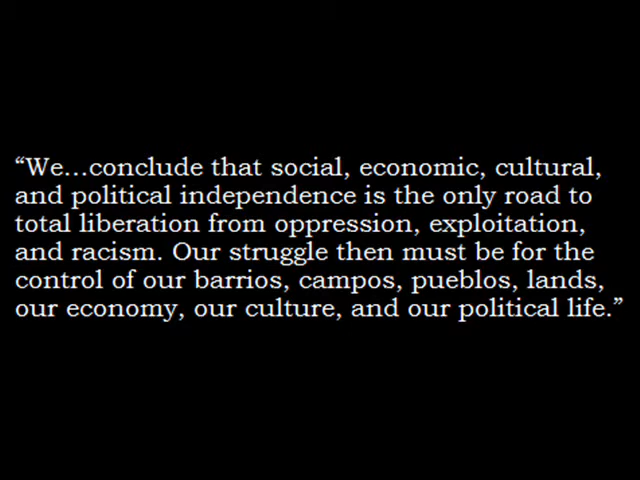 “We...conclude that social, economic, cultural,
and political independence is the only road to
total liberation from oppression, exploitation,
and racism. Our struggle then must be for the
control of our barrios, campos, pueblos, lands,
our economy, our culture, and our political life.”